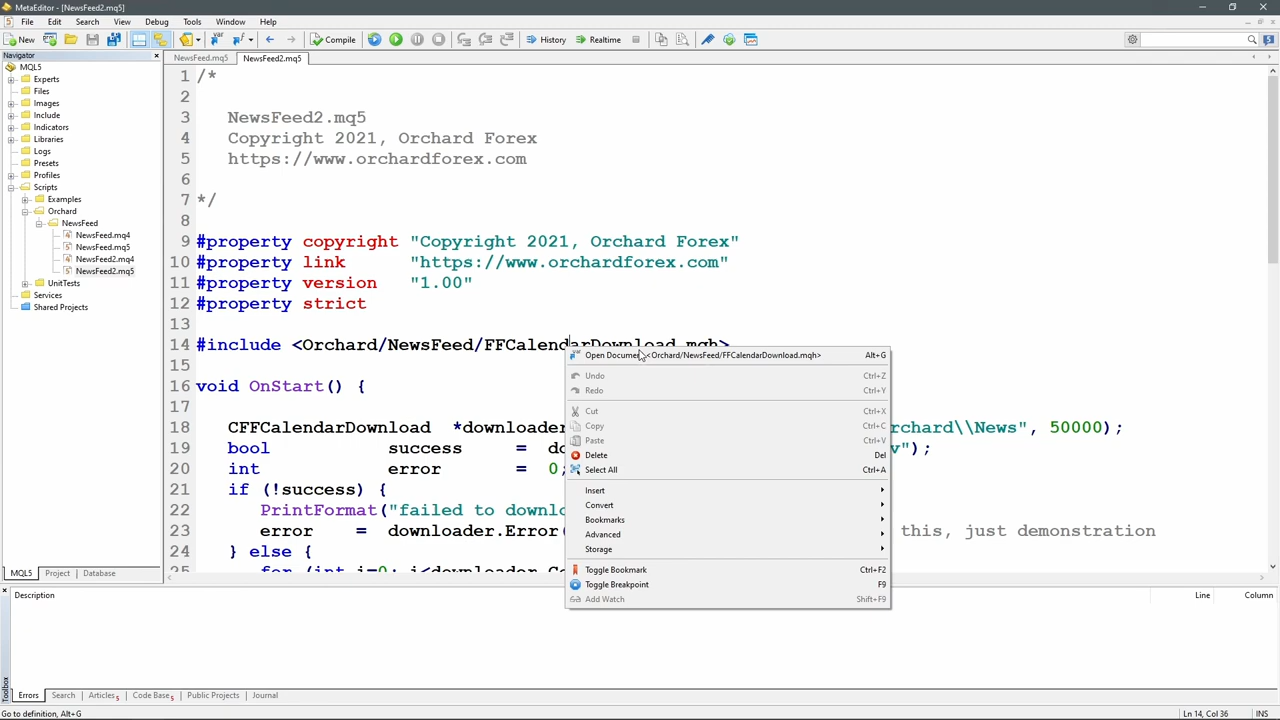 MetaEditor - [NewsFeed2.mq5]
File Edit Search View Debug Tools Window Help
New Compile History Realtime
Navigator
NewsFeed.mq5 NewsFeed2.mq5
MQL5
Experts
Files
Images
Include
Indicators
Libraries
Logs
Presets
Profiles
Scripts
Examples
Orchard
NewsFeed
NewsFeed.mq4
NewsFeed.mq5
NewsFeed2.mq4
NewsFeed2.mq5
UnitTests
Services
Shared Projects
MQL5 Project Database
1 /*
2
3 NewsFeed2.mq5
4 Copyright 2021, Orchard Forex
5 https://www.orchardforex.com
6
7 */
8
9 #property copyright "Copyright 2021, Orchard Forex"
10 #property link "https://www.orchardforex.com"
11 #property version "1.00"
12 #property strict
13
14 #include <Orchard/NewsFeed/FFCalendarDownload.mqh>
15
16 void OnStart() {
17
18 CFFCalendarDownload *downloader rchard\\News", 50000);
19 bool success = do v");
20 int error = 0;
21 if (!success) {
22 PrintFormat("failed to downlo
23 error = downloader.Error( this, just demonstration
24 } else {
25 for (int i=0; i<downloader.Co
Open Document <Orchard/NewsFeed/FFCalendarDownload.mqh> Alt+G
Undo Ctrl+Z
Redo Ctrl+Y
Cut Ctrl+X
Copy Ctrl+C
Paste Ctrl+V
Delete Del
Select All Ctrl+A
Insert
Convert
Bookmarks
Advanced
Storage
Toggle Bookmark Ctrl+F2
Toggle Breakpoint F9
Add Watch Shift+F9
Description Line Column
Toolbox
Errors Search Articles 5 Code Base 5 Public Projects Journal
Go to definition, Alt+G Ln 14, Col 36 INS